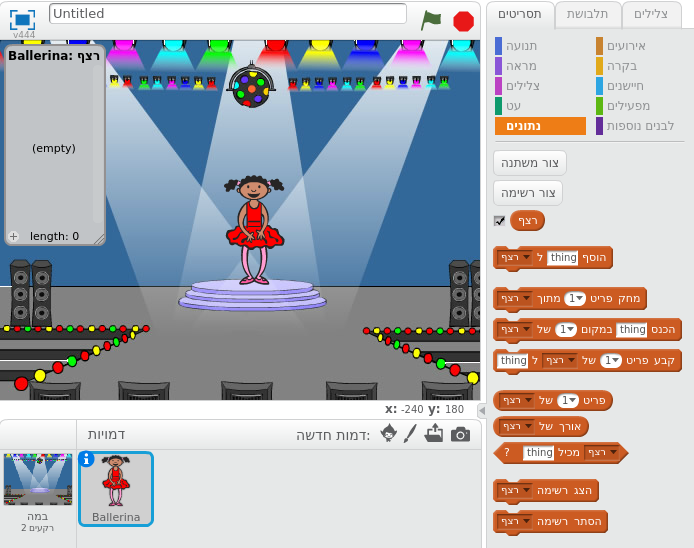 Untitled
v444
Ballerina: רצף
(empty)
length: 0
x: -240 y: 180
דמויות
דמות חדשה:
במה
2 רקעים
Ballerina
תסריטים
תלבושת
צלילים
אירועים
תנועה
בקרה
מראה
חיישנים
צלילים
מפעילים
עט
לבנים נוספות
נתונים
צור משתנה
צור רשימה
רצף
הוסף thing ל רצף
מחק פריט 1 מתוך רצף
הכנס thing במקום 1 של רצף
קבע פריט 1 של רצף ל thing
פריט 1 של רצף
אורך של רצף
רצף מכיל thing ?
הצג רשימה רצף
הסתר רשימה רצף